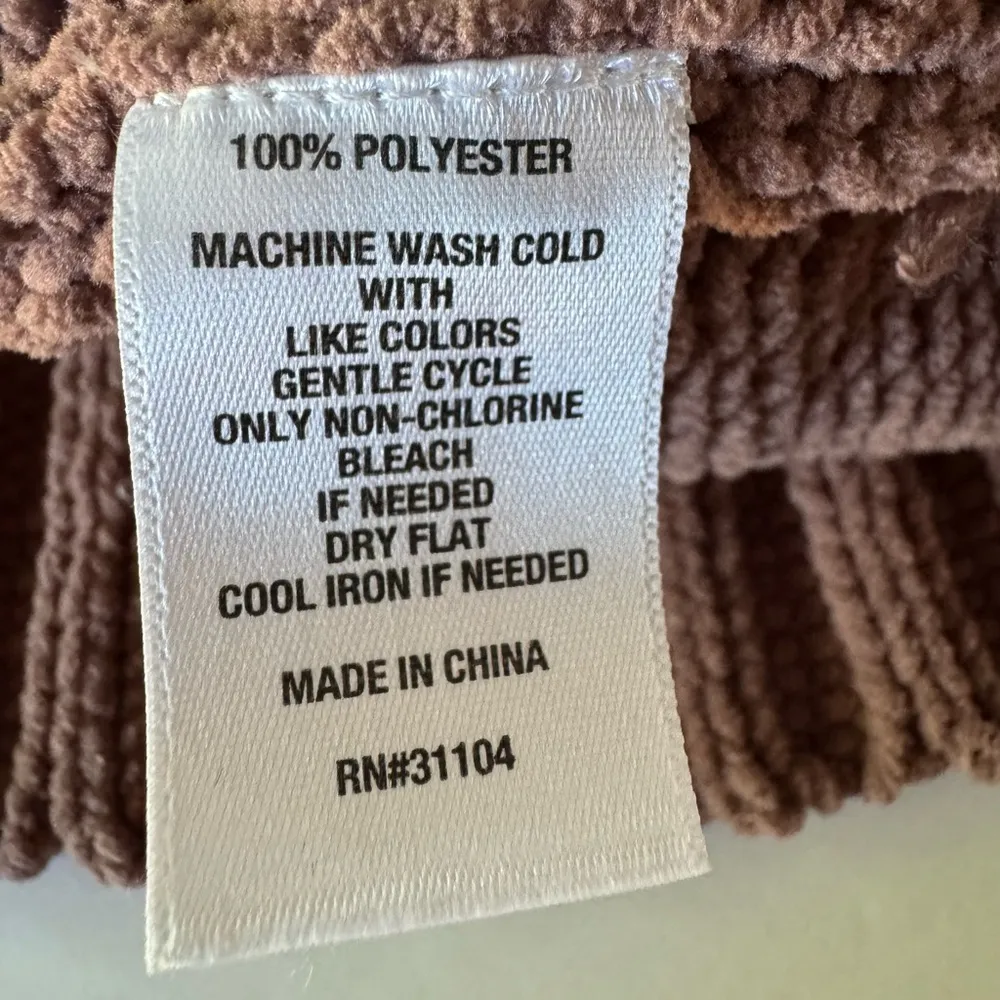 100% POLYESTER
MACHINE WASH COLD
WITH
LIKE COLORS
GENTLE CYCLE
ONLY NON-CHLORINE
BLEACH
IF NEEDED
DRY FLAT
COOL IRON IF NEEDED
MADE IN CHINA
RN#31104